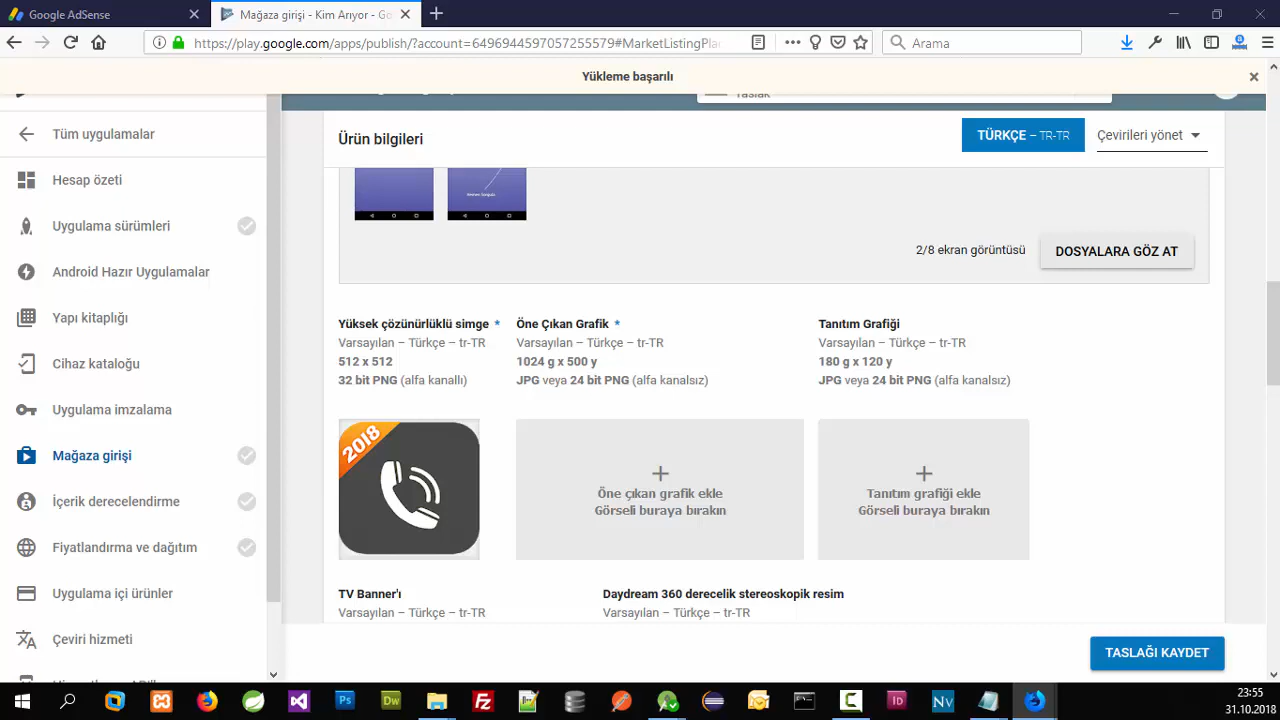 Google AdSense
Mağaza girişi - Kim Arıyor - Go
https://play.google.com/apps/publish/?account=6496944597057255579#MarketListingPla
Arama
Yükleme başarılı
Taslak
Tüm uygulamalar
Hesap özeti
Uygulama sürümleri
Android Hazır Uygulamalar
Yapı kitaplığı
Cihaz kataloğu
Uygulama imzalama
Mağaza girişi
İçerik derecelendirme
Fiyatlandırma ve dağıtım
Uygulama içi ürünler
Çeviri hizmeti
Ürün bilgileri
TÜRKÇE – TR-TR
Çevirileri yönet
2/8 ekran görüntüsü
DOSYALARA GÖZ AT
Yüksek çözünürlüklü simge *
Varsayılan – Türkçe – tr-TR
512 x 512
32 bit PNG (alfa kanallı)
Öne Çıkan Grafik *
Varsayılan – Türkçe – tr-TR
1024 g x 500 y
JPG veya 24 bit PNG (alfa kanalsız)
Tanıtım Grafiği
Varsayılan – Türkçe – tr-TR
180 g x 120 y
JPG veya 24 bit PNG (alfa kanalsız)
2018
Öne çıkan grafik ekle
Görseli buraya bırakın
Tanıtım grafiği ekle
Görseli buraya bırakın
TV Banner'ı
Varsayılan – Türkçe – tr-TR
Daydream 360 derecelik stereoskopik resim
Varsayılan – Türkçe – tr-TR
TASLAĞI KAYDET
Ps
Dw
Fz
Id
Nv
23:55
31.10.2018